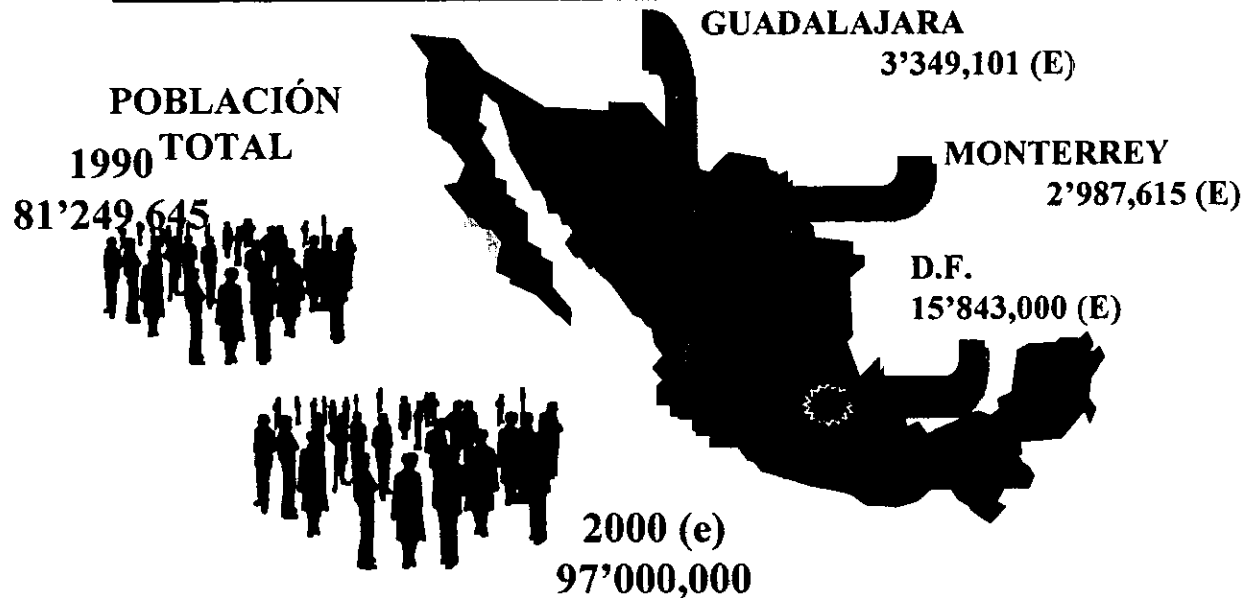 GUADALAJARA
3’349,101 (E)
POBLACIÓN
TOTAL
1990
81’249,645
MONTERREY
2’987,615 (E)
D.F.
15’843,000 (E)
2000 (e)
97’000,000